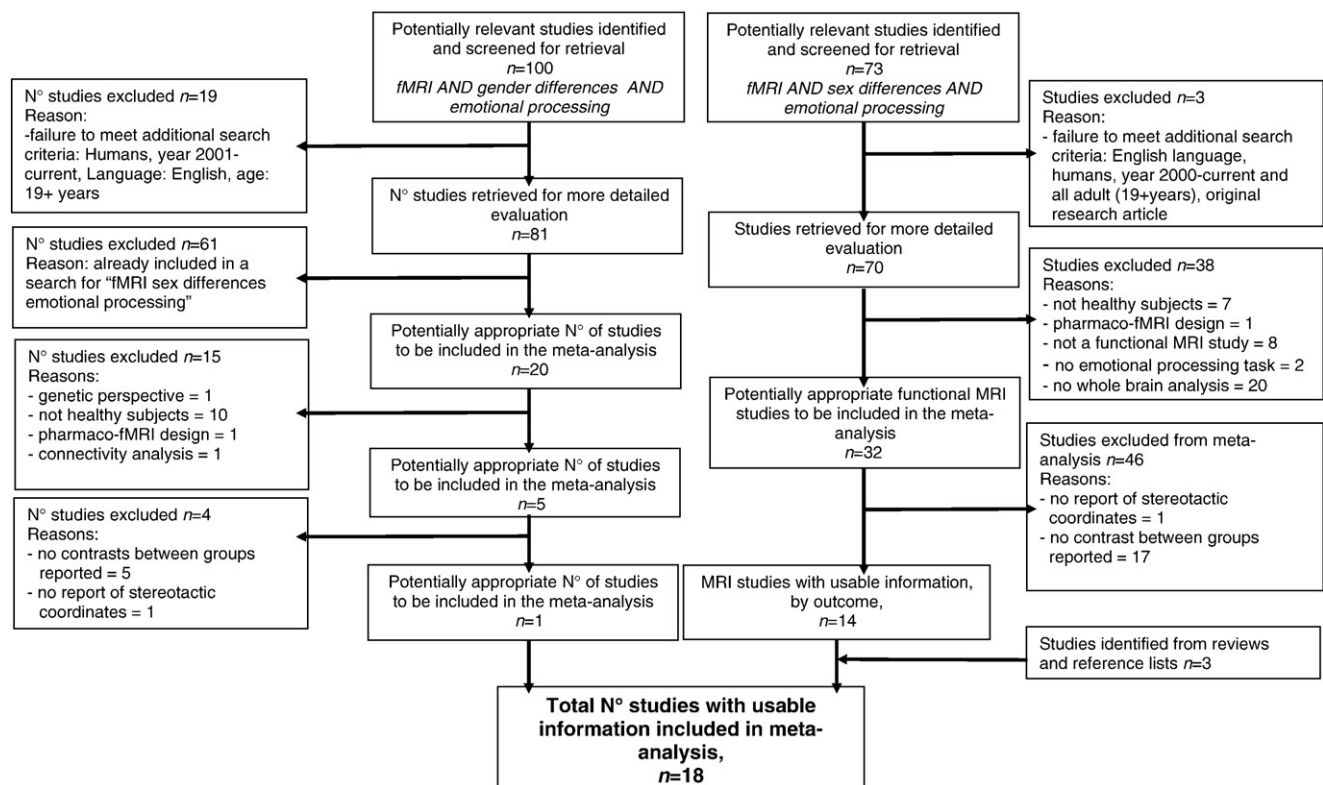 Potentially relevant studies identified
and screened for retrieval
n=100
fMRI AND gender differences AND
emotional processing
N° studies excluded n=19
Reason:
-failure to meet additional search
criteria: Humans, year 2001-
current, Language: English, age:
19+ years
N° studies retrieved for more detailed
evaluation
n=81
N° studies excluded n=61
Reason: already included in a
search for “fMRI sex differences
emotional processing”
Potentially appropriate N° of studies
to be included in the meta-analysis
n=20
N° studies excluded n=15
Reasons:
- genetic perspective = 1
- not healthy subjects = 10
- pharmaco-fMRI design = 1
- connectivity analysis = 1
Potentially appropriate N° of studies
to be included in the meta-analysis
n=5
N° studies excluded n=4
Reasons:
- no contrasts between groups
reported = 5
- no report of stereotactic
coordinates = 1
Potentially appropriate N° of studies
to be included in the meta-analysis
n=1
Potentially relevant studies identified
and screened for retrieval
n=73
fMRI AND sex differences AND
emotional processing
Studies excluded n=3
Reason:
- failure to meet additional search
criteria: English language,
humans, year 2000-current and
all adult (19+years), original
research article
Studies retrieved for more detailed
evaluation
n=70
Studies excluded n=38
Reasons:
- not healthy subjects = 7
- pharmaco-fMRI design = 1
- not a functional MRI study = 8
- no emotional processing task = 2
- no whole brain analysis = 20
Potentially appropriate functional MRI
studies to be included in the meta-
analysis
n=32
Studies excluded from meta-
analysis n=46
Reasons:
- no report of stereotactic
coordinates = 1
- no contrast between groups
reported = 17
MRI studies with usable information,
by outcome,
n=14
Studies identified from reviews
and reference lists n=3
Total N° studies with usable
information included in meta-
analysis,
n=18